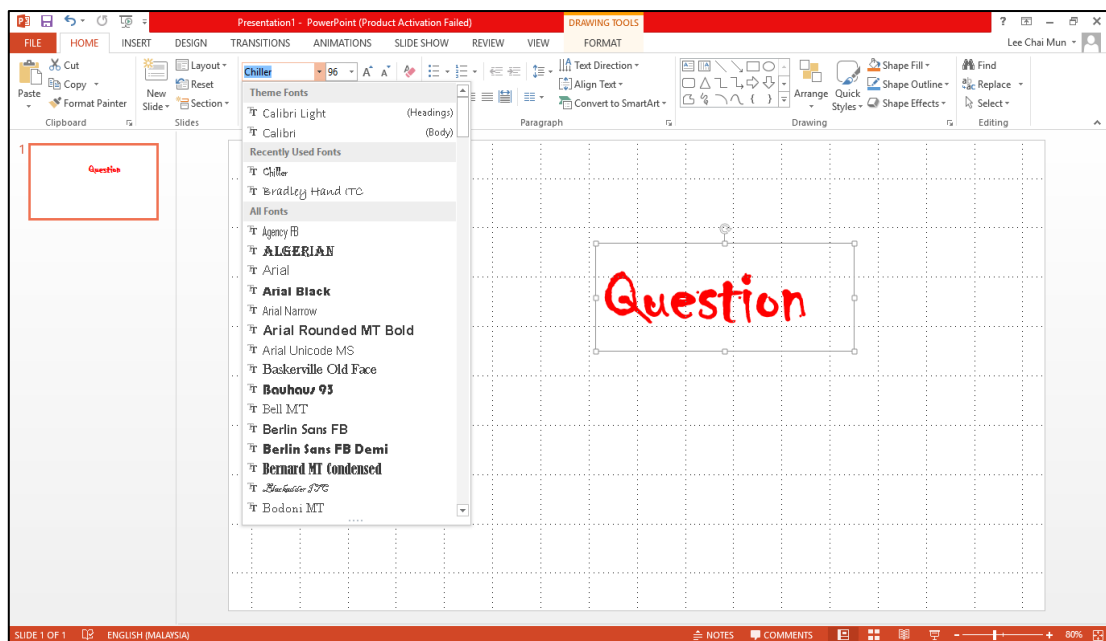 Presentation1 - PowerPoint (Product Activation Failed)
DRAWING TOOLS
?
FILE HOME INSERT DESIGN TRANSITIONS ANIMATIONS SLIDE SHOW REVIEW VIEW FORMAT
Lee Chai Mun
Paste
Cut
Copy
Format Painter
Clipboard
New Slide
Layout
Reset
Section
Slides
Chiller 96
Text Direction
Align Text
Convert to SmartArt
Paragraph
Arrange
Quick Styles
Shape Fill
Shape Outline
Shape Effects
Drawing
Find
Replace
Select
Editing
Theme Fonts
Calibri Light (Headings)
Calibri (Body)
Recently Used Fonts
Chiller
Bradley Hand ITC
All Fonts
Agency FB
ALGERIAN
Arial
Arial Black
Arial Narrow
Arial Rounded MT Bold
Arial Unicode MS
Baskerville Old Face
Bauhaus 93
Bell MT
Berlin Sans FB
Berlin Sans FB Demi
Bernard MT Condensed
Blackadder ITC
Bodoni MT
1
Question
Question
SLIDE 1 OF 1 ENGLISH (MALAYSIA)
NOTES COMMENTS 80%